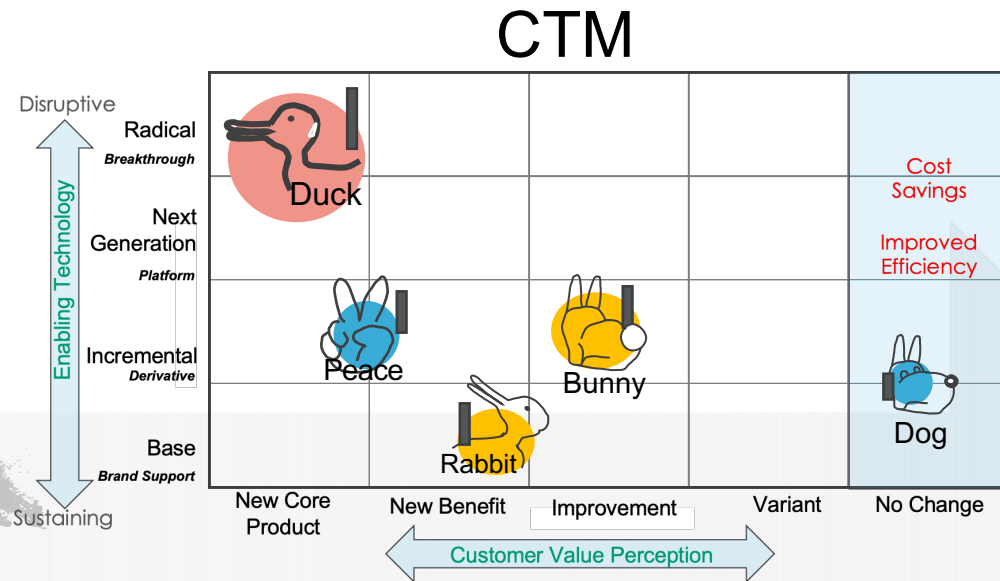 CTM
Disruptive
Radical
Breakthrough
Next
Generation
Platform
Incremental
Derivative
Base
Brand Support
Sustaining
Enabling Technology
Duck
Peace
Rabbit
Bunny
Dog
Cost
Savings
Improved
Efficiency
New Core
Product
New Benefit
Improvement
Variant
No Change
Customer Value Perception